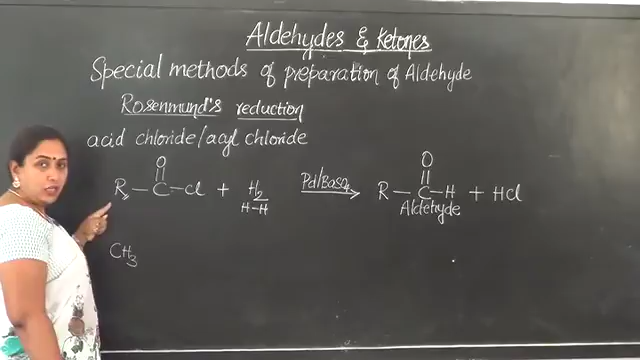 Aldehydes & Ketones
Special methods of preparation of Aldehyde
Rosenmund's reduction
acid chloride/acyl chloride
O O
R — C — Cl + H2 Pd/BaSO4 R — C — H + HCl
H-H Aldehyde
CH3